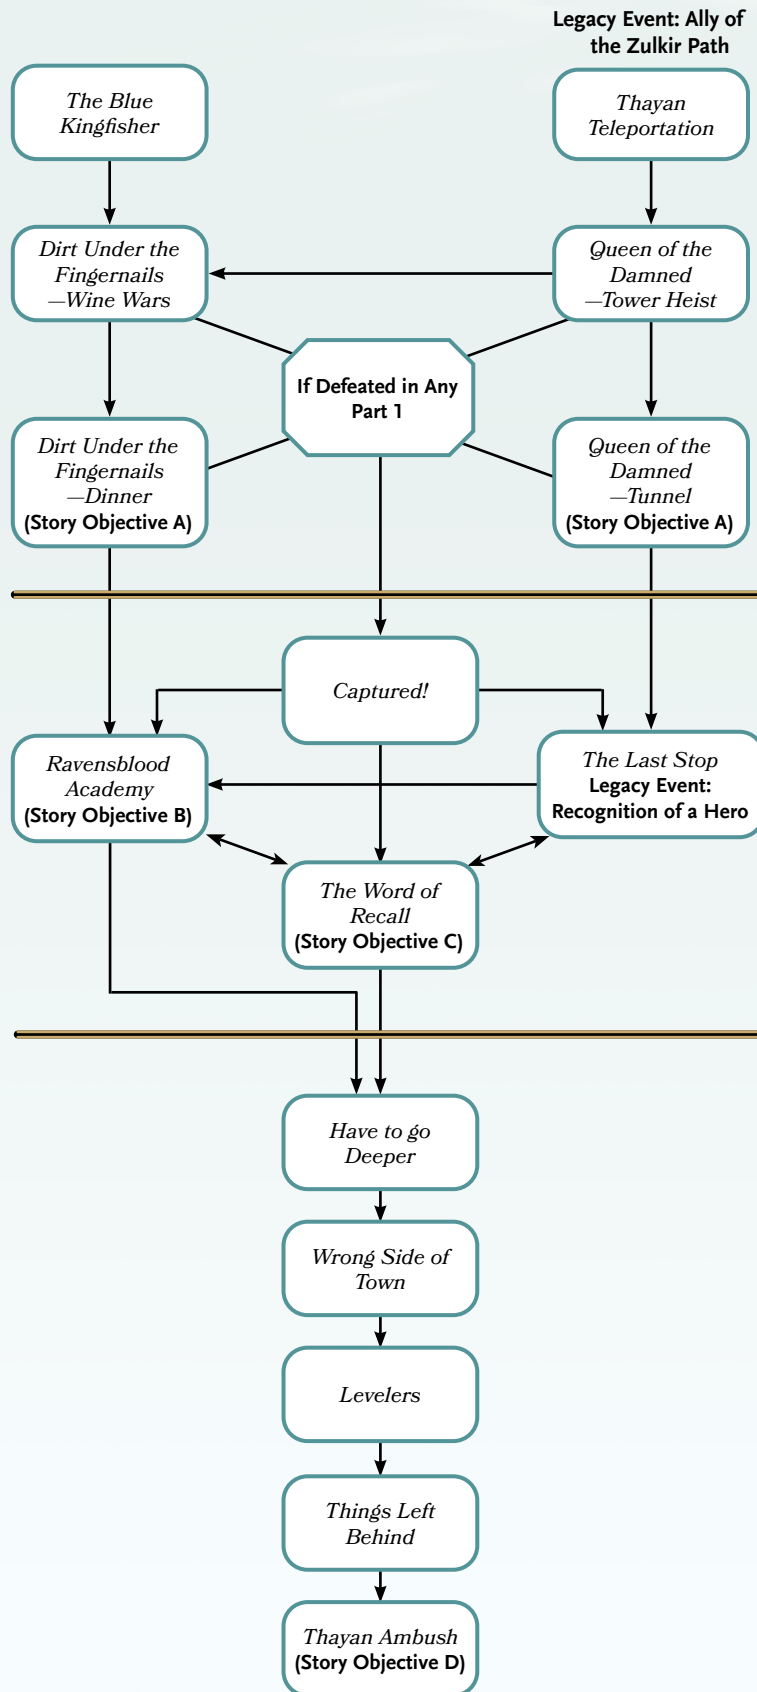 Legacy Event: Ally of
the Zulkir Path
The Blue
Kingfisher
Thayan
Teleportation
Dirt Under the
Fingernails
—Wine Wars
Queen of the
Damned
—Tower Heist
If Defeated in Any
Part 1
Dirt Under the
Fingernails
—Dinner
(Story Objective A)
Queen of the
Damned
—Tunnel
(Story Objective A)
Captured!
Ravensblood
Academy
(Story Objective B)
The Last Stop
Legacy Event:
Recognition of a Hero
The Word of
Recall
(Story Objective C)
Have to go
Deeper
Wrong Side of
Town
Levelers
Things Left
Behind
Thayan Ambush
(Story Objective D)